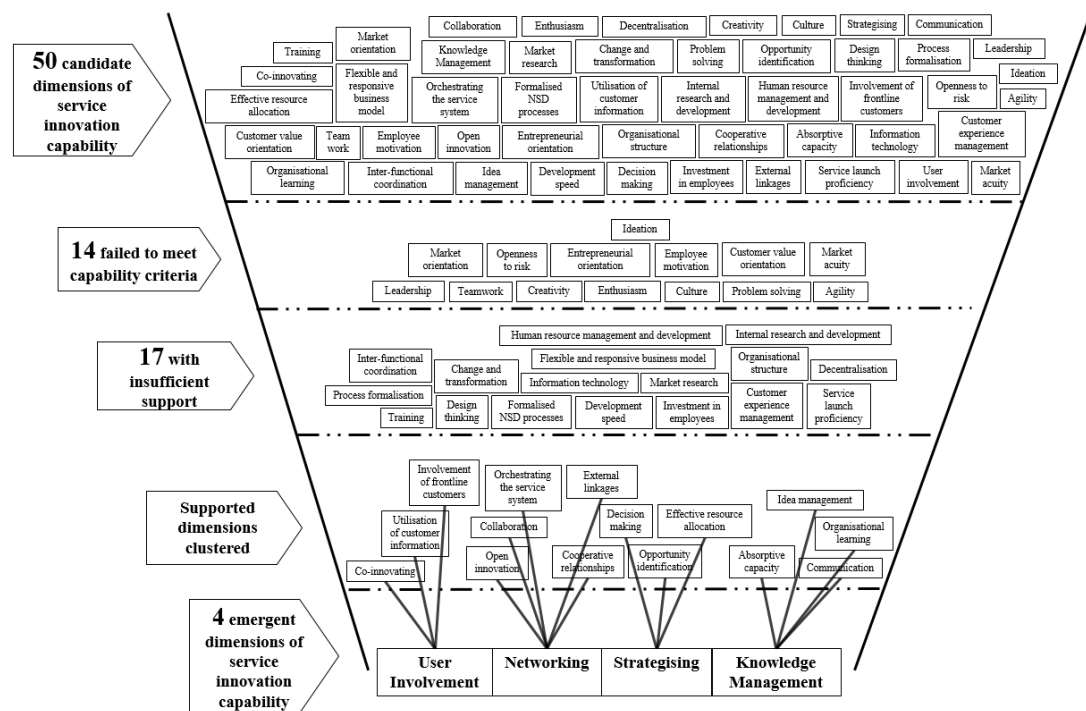 50 candidate
dimensions of
service
innovation
capability
Collaboration
Enthusiasm
Decentralisation
Creativity
Culture
Strategising
Communication
Training
Market
orientation
Knowledge
Management
Market
research
Change and
transformation
Problem
solving
Opportunity
identification
Design
thinking
Process
formalisation
Leadership
Co-innovating
Flexible and
responsive
business
model
Orchestrating
the service
system
Formalised
NSD
processes
Utilisation of
customer
information
Internal
research and
development
Human resource
management and
development
Involvement of
frontline
customers
Openness to
risk
Ideation
Agility
Effective resource
allocation
Customer value
orientation
Team
work
Employee
motivation
Open
innovation
Entrepreneurial
orientation
Organisational
structure
Cooperative
relationships
Absorptive
capacity
Information
technology
Customer
experience
management
Organisational
learning
Inter-functional
coordination
Idea
management
Development
speed
Decision
making
Investment
in employees
External
linkages
Service launch
proficiency
User
involvement
Market
acuity
14 failed to meet
capability criteria
Ideation
Market
orientation
Openness
to risk
Entrepreneurial
orientation
Employee
motivation
Customer value
orientation
Market
acuity
Leadership
Teamwork
Creativity
Enthusiasm
Culture
Problem solving
Agility
17 with
insufficient
support
Human resource management and development
Internal research and development
Inter-functional
coordination
Change and
transformation
Flexible and responsive business model
Organisational
structure
Decentralisation
Process formalisation
Information technology
Market research
Training
Design
thinking
Formalised
NSD processes
Development
speed
Investment in
employees
Customer
experience
management
Service
launch
proficiency
Supported
dimensions
clustered
Involvement
of frontline
customers
Orchestrating
the service
system
External
linkages
Idea management
Utilisation
of customer
information
Collaboration
Decision
making
Effective resource
allocation
Organisational
learning
Co-innovating
Open
innovation
Cooperative
relationships
Opportunity
identification
Absorptive
capacity
Communication
4 emergent
dimensions of
service
innovation
capability
User
Involvement
Networking
Strategising
Knowledge
Management